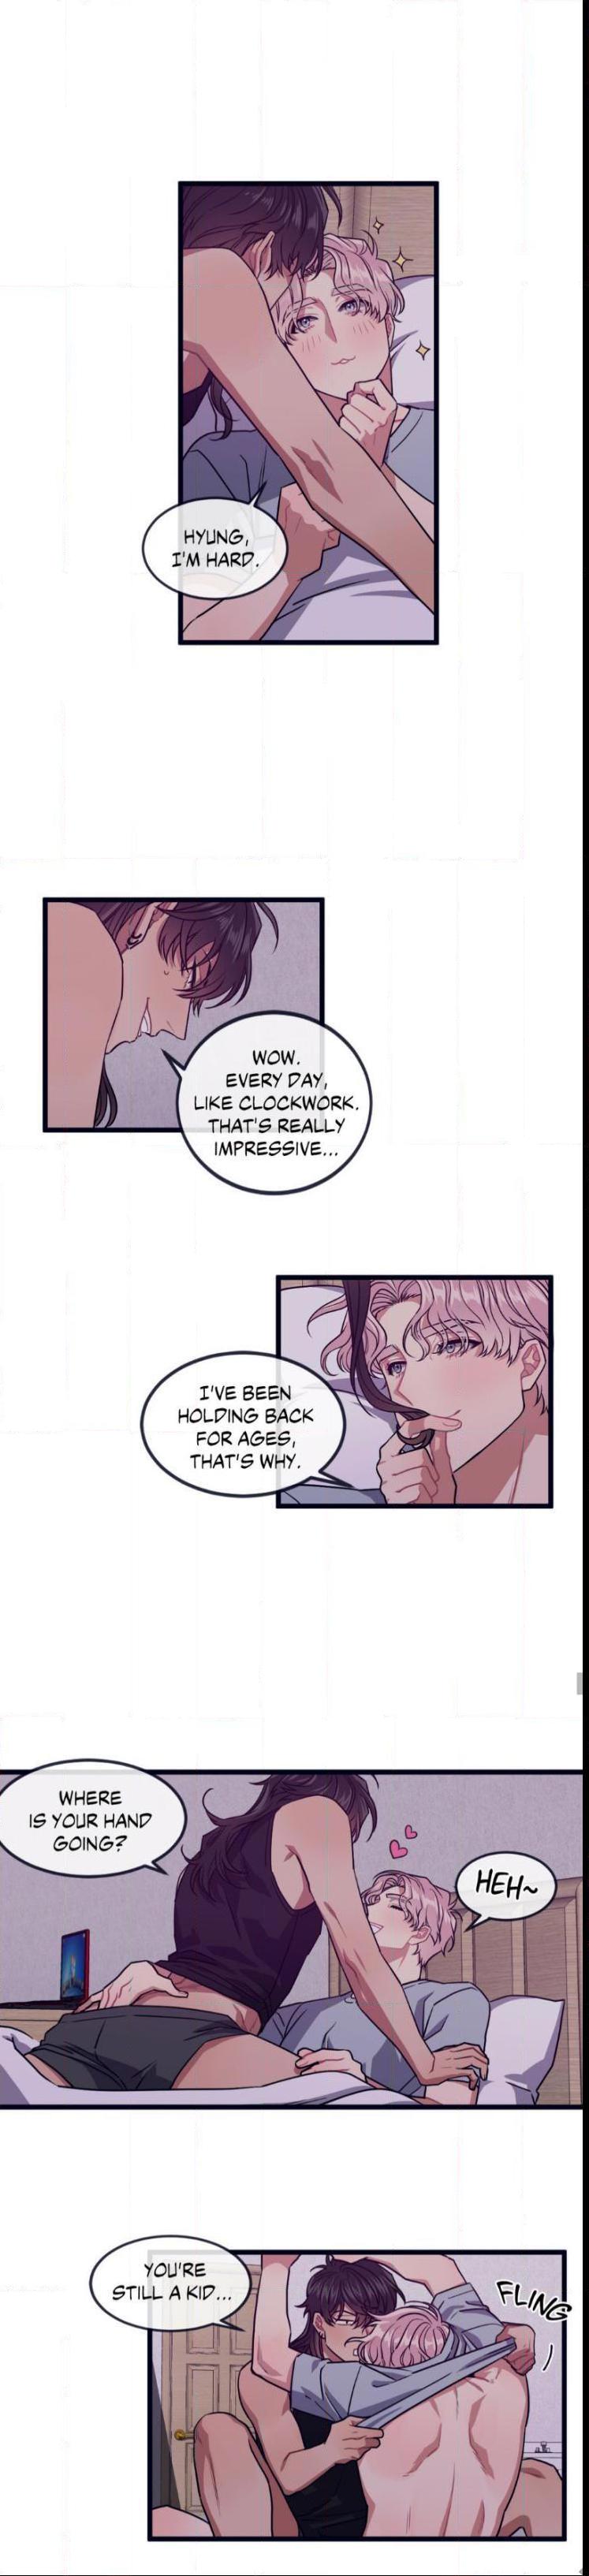 HYUNG,
I'M HARD.
WOW.
EVERY DAY,
LIKE CLOCKWORK.
THAT'S REALLY
IMPRESSIVE...
I'VE BEEN
HOLDING BACK
FOR AGES,
THAT'S WHY.
WHERE
IS YOUR HAND
GOING?
HEH~
YOU'RE
STILL A KID...
FLING